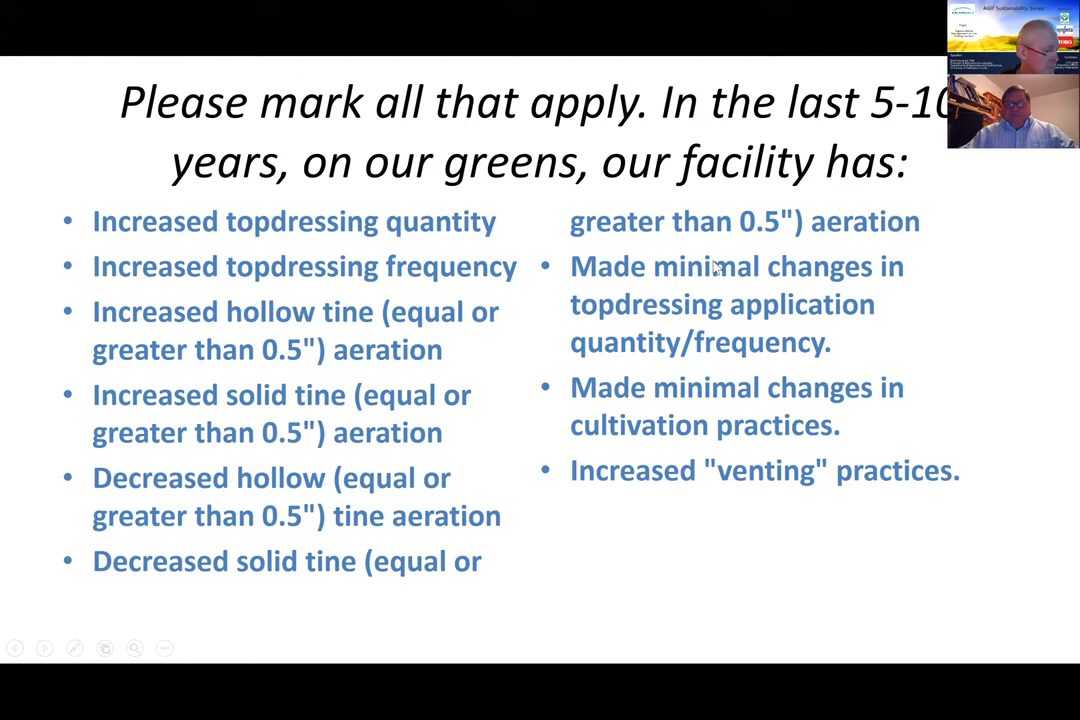 Please mark all that apply. In the last 5-10
years, on our greens, our facility has:
• Increased topdressing quantity
• Increased topdressing frequency
• Increased hollow tine (equal or
greater than 0.5") aeration
• Increased solid tine (equal or
greater than 0.5") aeration
• Decreased hollow (equal or
greater than 0.5") tine aeration
• Decreased solid tine (equal or
greater than 0.5") aeration
• Made minimal changes in
topdressing application
quantity/frequency.
• Made minimal changes in
cultivation practices.
• Increased "venting" practices.
AGIF Sustainability Series
syngenta